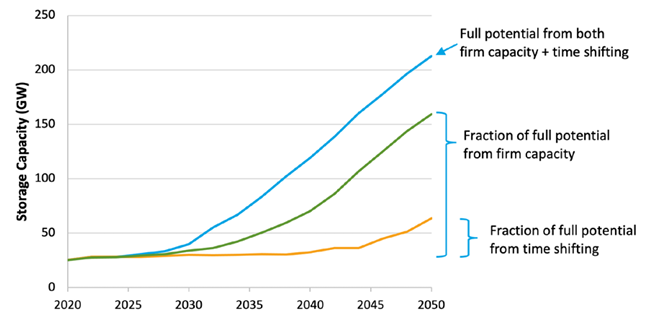 250
200
150
100
50
0
Storage Capacity (GW)
2020 2025 2030 2035 2040 2045 2050
Full potential from both
firm capacity + time shifting
Fraction of full potential
from firm capacity
Fraction of full potential
from time shifting